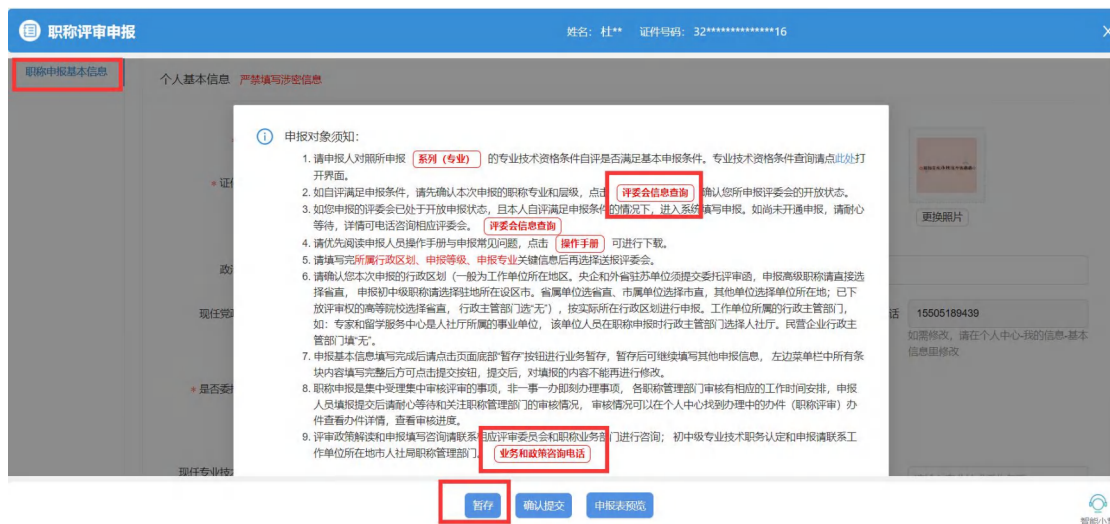 职称评审申报
姓名：杜** 证件号码：32**************16
职称申报基本信息
个人基本信息 严禁填写涉密信息
申报对象须知：
1. 请申报人对照所申报 系列（专业） 的专业技术资格条件自评是否满足基本申报条件。专业技术资格条件查询请点此处打
开界面。
2. 如自评满足申报条件，请先确认本次申报的职称专业和层级，点击 评委会信息查询 确认您所申报评委会的开放状态。
3. 如您申报的评委会已处于开放申报状态，且本人自评满足申报条件的情况下，进入系统填写申报。如尚未开通申报，请耐心
等待，详情可电话咨询相应评委会。 评委会信息查询
4. 请优先阅读申报人员操作手册与申报常见问题，点击 操作手册 可进行下载。
5. 请填写完所属行政区划、申报等级、申报专业关键信息后再选择送报评委会。
6. 请确认您本次申报的行政区划（一般为工作单位所在地区。央企和外省驻苏单位须提交委托评审函，申报高级职称请直接选
择省直， 申报初中级职称请选择驻地所在设区市。省属单位选省直、市属单位选择市直，其他单位选择单位所在地；已下
放评审权的高等院校选择省直， 行政主管部门选“无”），按实际所在行政区划进行申报。工作单位所属的行政主管部门，
如：专家和留学服务中心是人社厅所属的事业单位， 该单位人员在职称申报时行政主管部门选择人社厅。民营企业行政主
管部门填“无”。
7. 申报基本信息填写完成后请点击页面底部“暂存”按钮进行业务暂存，暂存后可继续填写其他申报信息， 左边菜单栏中所有条
块内容填写完整后方可点击提交按钮，提交后，对填报的内容不能再进行修改。
8. 职称申报是集中受理集中审核评审的事项，非一事一办即刻办理事项， 各职称管理部门审核有相应的工作时间安排，申报
人员填报提交后请耐心等待和关注职称管理部门的审核情况， 审核情况可以在个人中心找到办理中的办件（职称评审）办
件查看办件详情，查看审核进度。
9. 评审政策解读和申报填写咨询请联系相应评审委员会和职称业务部门进行咨询； 初中级专业技术职务认定和申报请联系工
作单位所在地市人社局职称管理部门。 业务和政策咨询电话
* 证件
更换照片
政治
现任党政
话 15505189439
如需修改，请在个人中心-我的信息-基本
信息里修改
* 是否委托
现任专业技术
暂存 确认提交 申报表预览